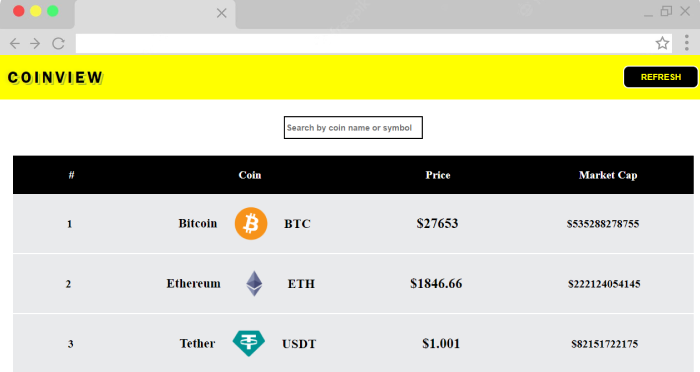 COINVIEW
REFRESH
Search by coin name or symbol
# Coin Price Market Cap
1 Bitcoin BTC $27653 $535288278755
2 Ethereum ETH $1846.66 $222124054145
3 Tether USDT $1.001 $82151722175